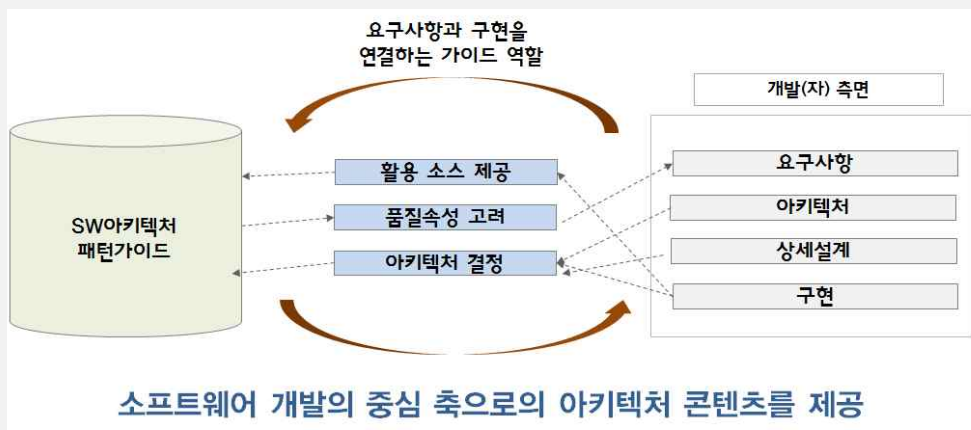 요구사항과 구현을
연결하는 가이드 역할
개발(자) 측면
SW아키텍처
패턴가이드
활용 소스 제공
품질속성 고려
아키텍처 결정
요구사항
아키텍처
상세설계
구현
소프트웨어 개발의 중심 축으로의 아키텍처 콘텐츠를 제공